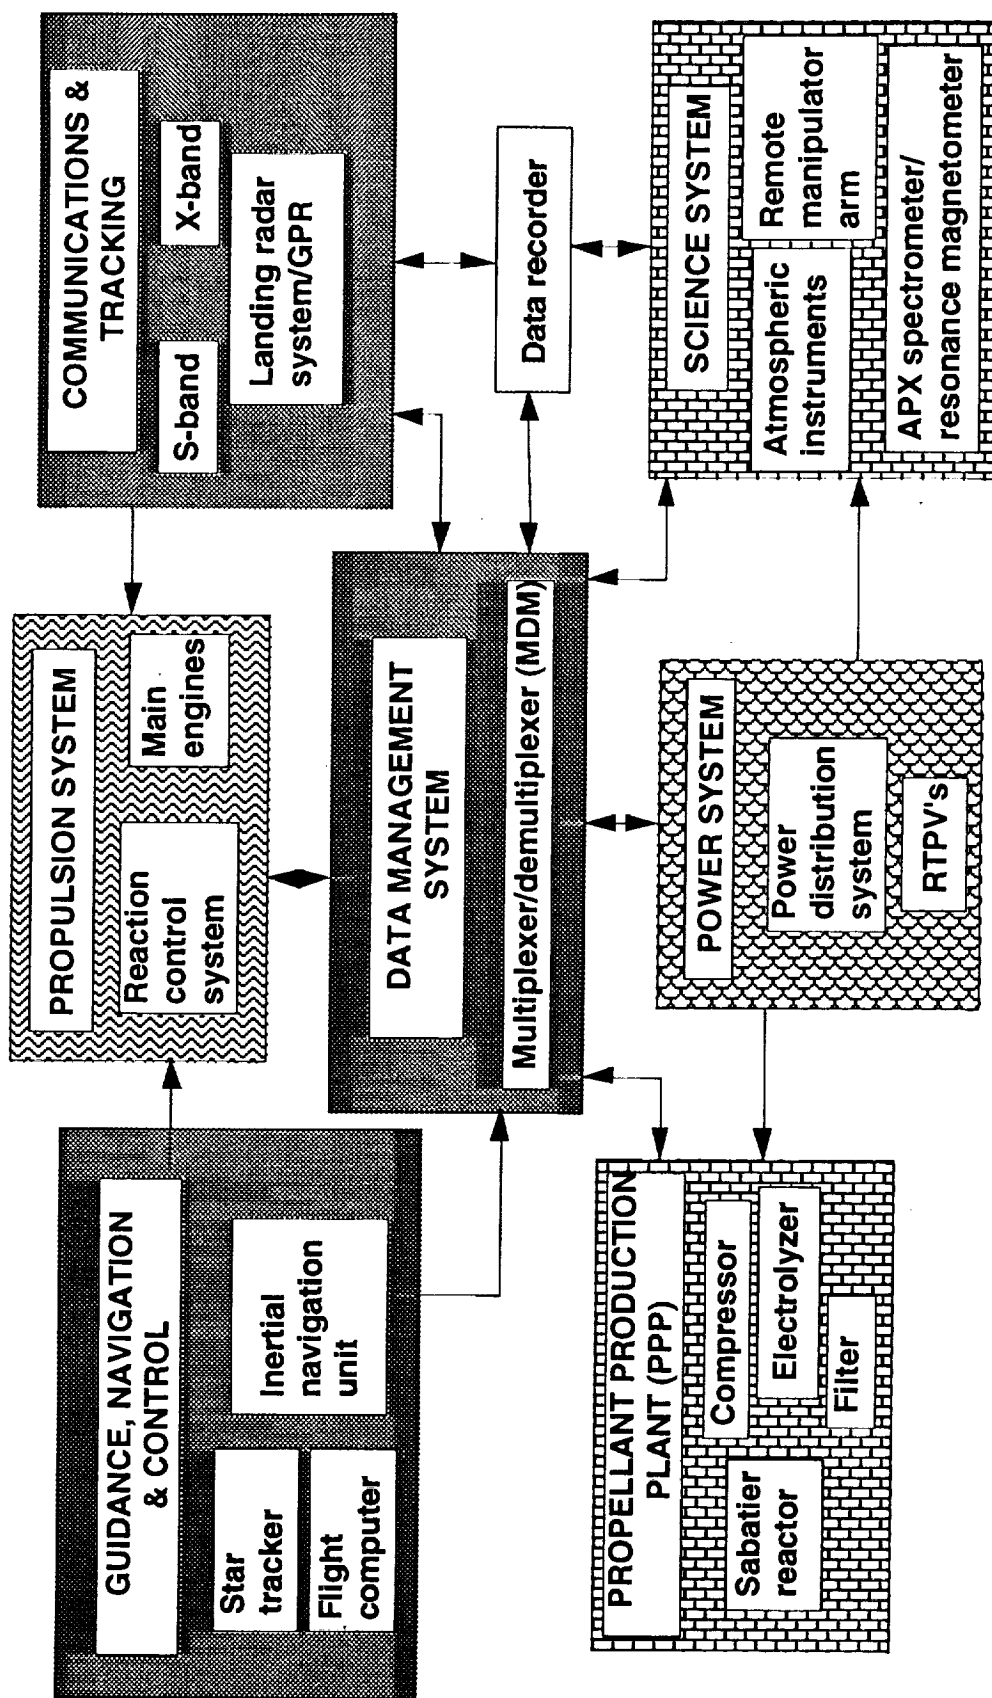 GUIDANCE, NAVIGATION
& CONTROL
Star
tracker
Flight
computer
Inertial
navigation
unit
PROPULSION SYSTEM
Reaction
control
system
Main
engines
COMMUNICATIONS &
TRACKING
S-band
X-band
Landing radar
system/GPR
DATA MANAGEMENT
SYSTEM
Multiplexer/demultiplexer (MDM)
Data recorder
PROPELLANT PRODUCTION
PLANT (PPP)
Sabatier
reactor
Compressor
Electrolyzer
Filter
POWER SYSTEM
Power
distribution
system
RTPV's
SCIENCE SYSTEM
Atmospheric
instruments
Remote
manipulator
arm
APX spectrometer/
resonance magnetometer